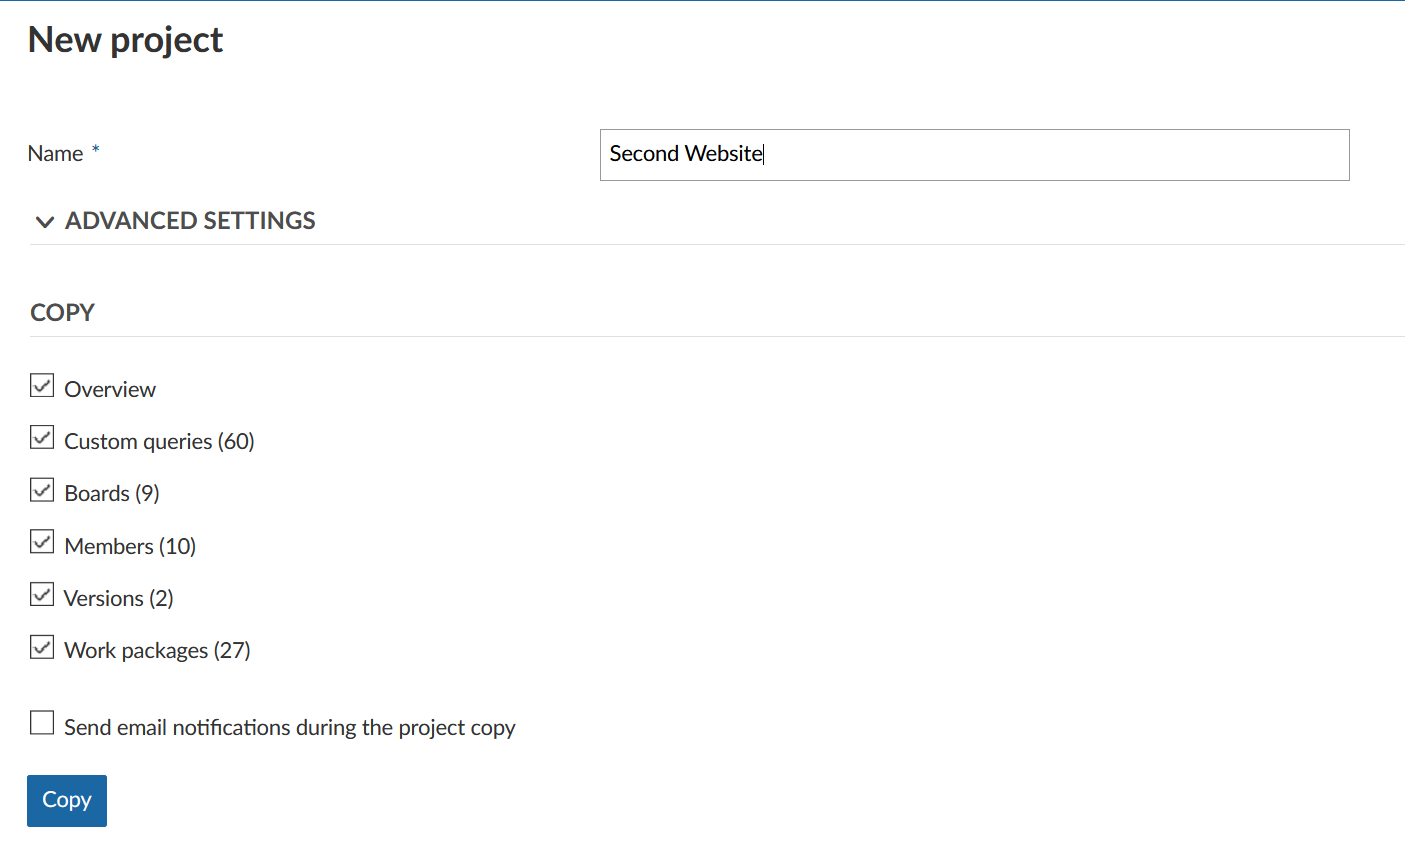 New project
Name *
Second Website
ADVANCED SETTINGS
COPY
Overview
Custom queries (60)
Boards (9)
Members (10)
Versions (2)
Work packages (27)
Send email notifications during the project copy
Copy